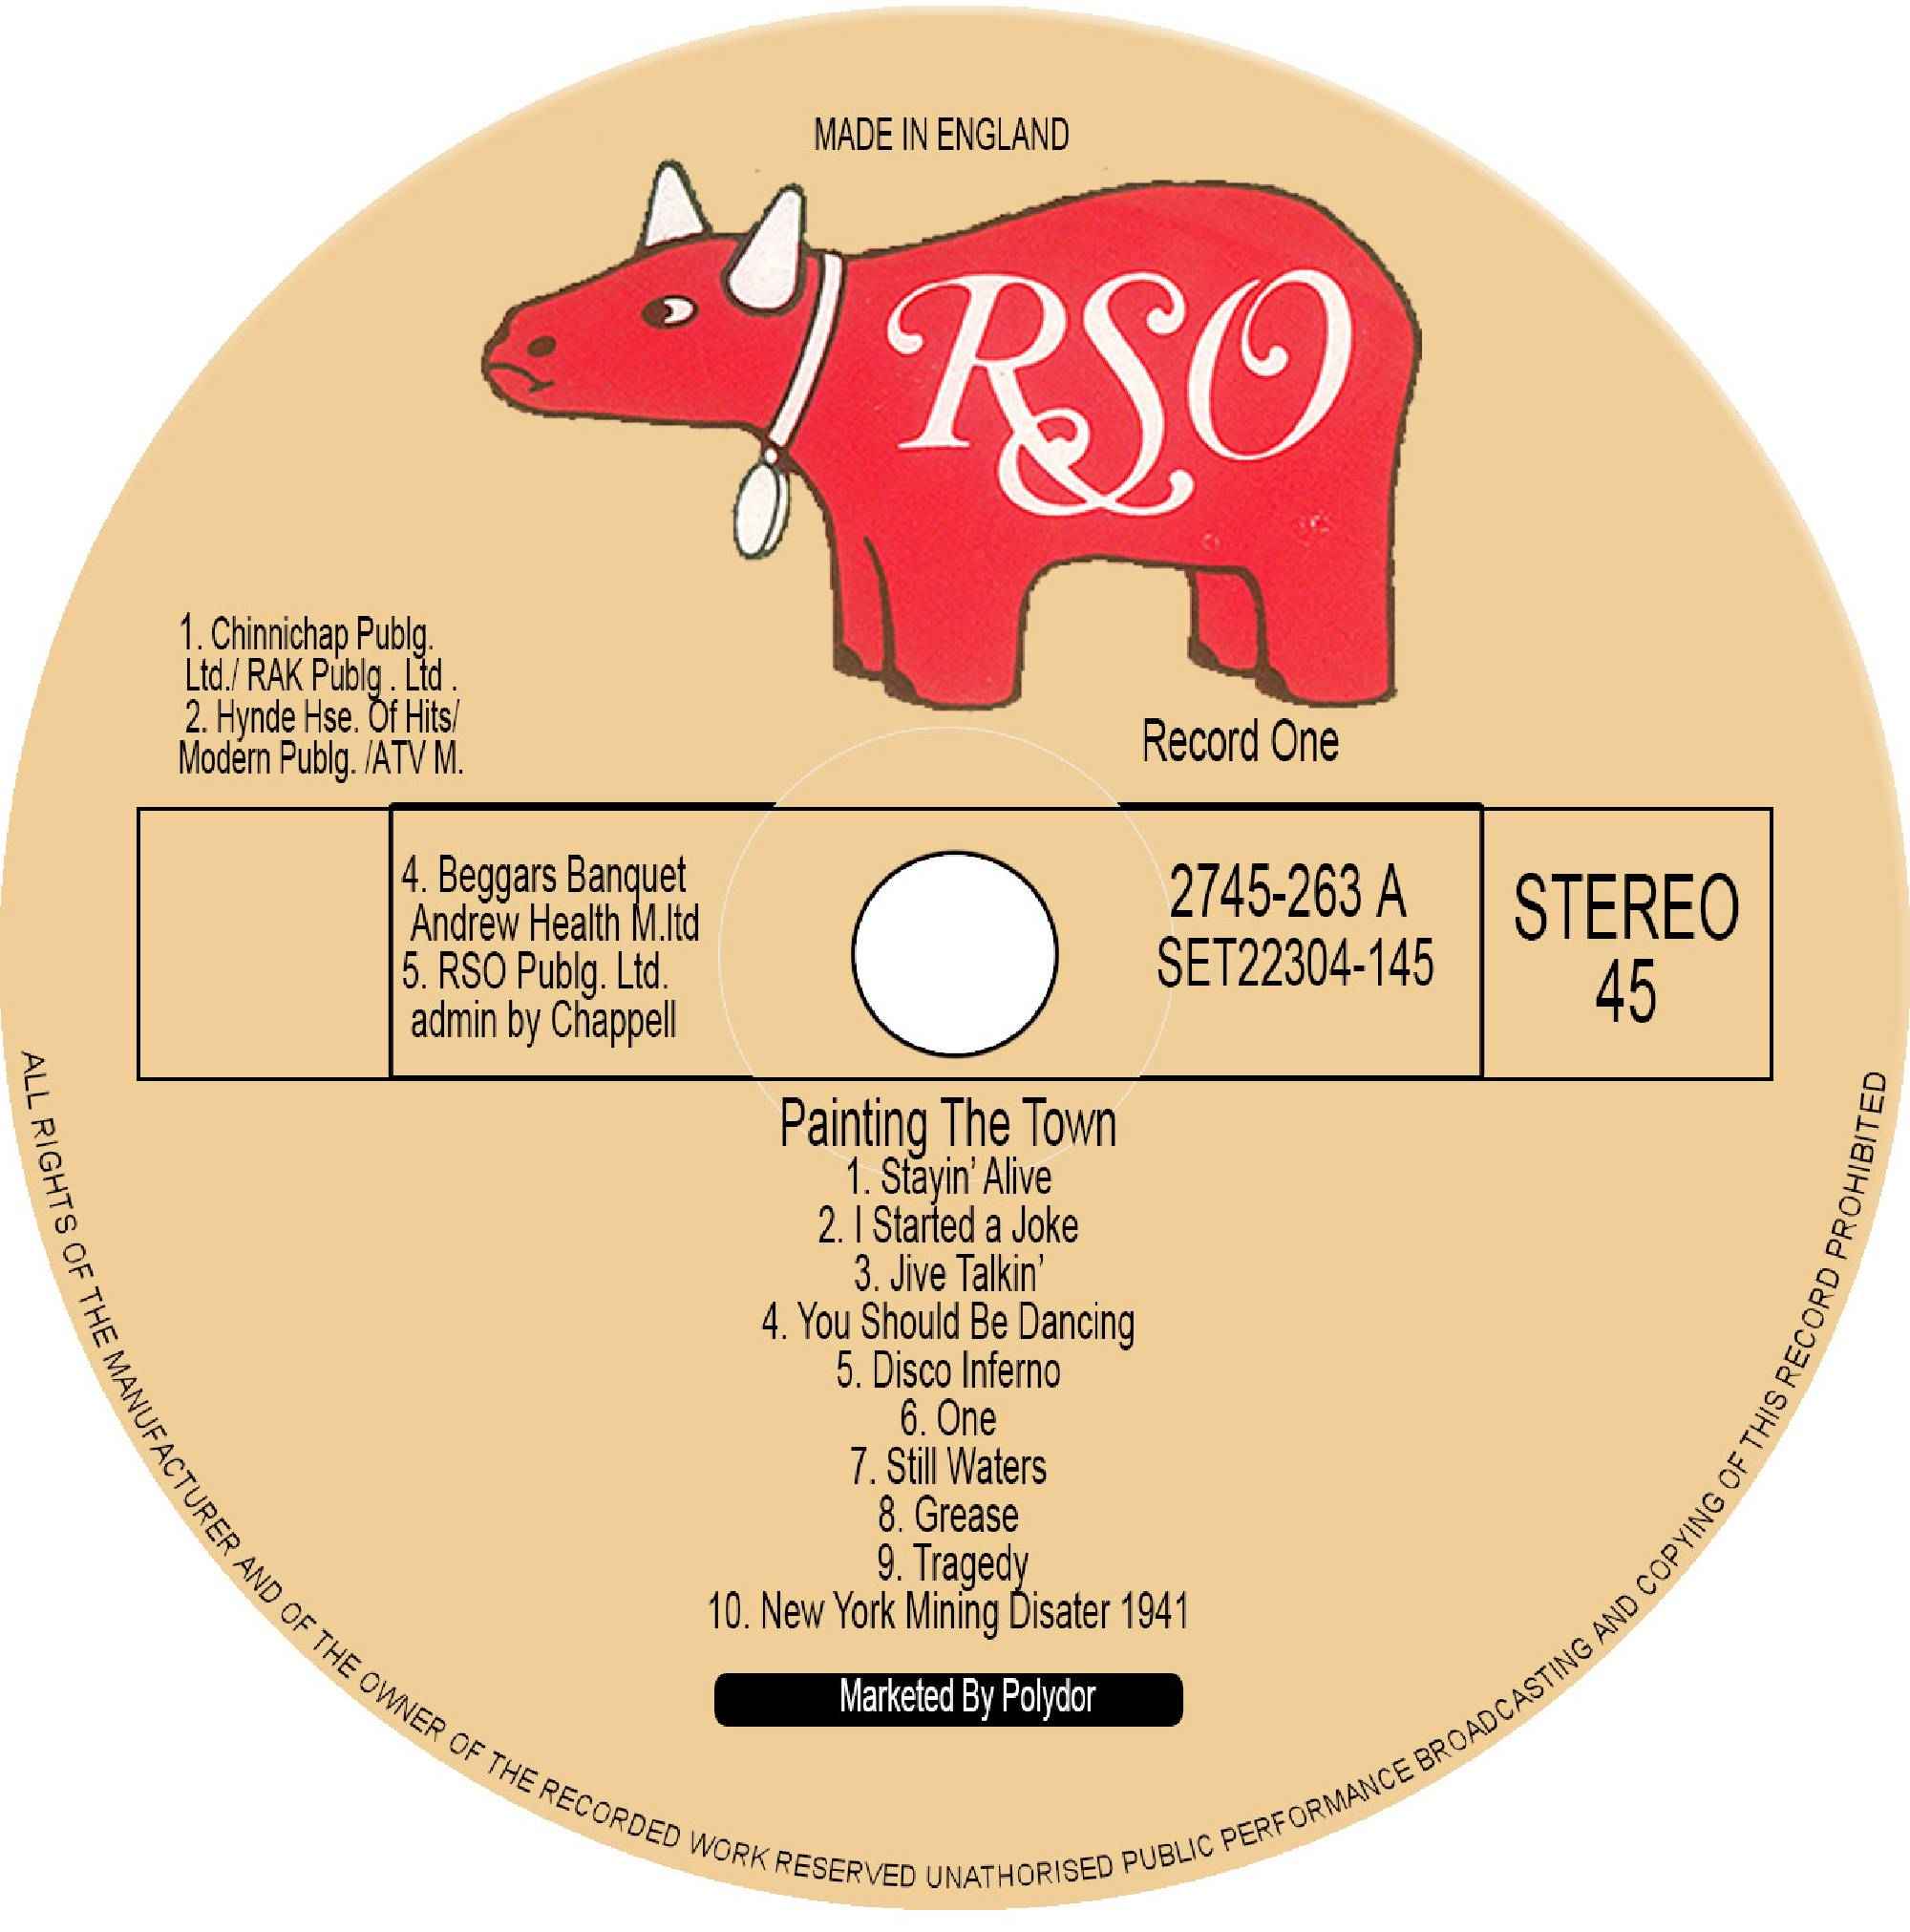 MADE IN ENGLAND
RSO
1. Chinnichap Publg.
Ltd./ RAK Publg . Ltd .
2. Hynde Hse. Of Hits/
Modern Publg. /ATV M.
Record One
4. Beggars Banquet
Andrew Health M.ltd
5. RSO Publg. Ltd.
admin by Chappell
2745-263 A
SET22304-145
STEREO
45
Painting The Town
1. Stayin’ Alive
2. I Started a Joke
3. Jive Talkin’
4. You Should Be Dancing
5. Disco Inferno
6. One
7. Still Waters
8. Grease
9. Tragedy
10. New York Mining Disater 1941
Marketed By Polydor
ALL RIGHTS OF THE MANUFACTURER AND OF THE OWNER OF THE RECORDED WORK RESERVED UNATHORISED PUBLIC PERFORMANCE BROADCASTING AND COPYING OF THIS RECORD PROHIBITED